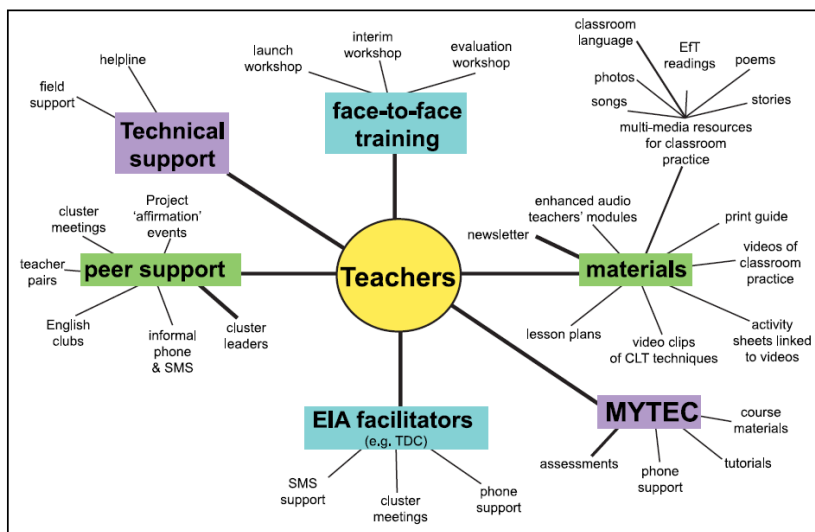 helpline
field
support
Technical
support
launch
workshop
interim
workshop
evaluation
workshop
face-to-face
training
classroom
language
EfT
readings
poems
photos
songs
stories
multi-media resources
for classroom
practice
cluster
meetings
Project
‘affirmation’
events
teacher
pairs
peer support
English
clubs
informal
phone
& SMS
cluster
leaders
Teachers
newsletter
enhanced audio
teachers’ modules
print guide
materials
videos of
classroom
practice
lesson plans
video clips
of CLT techniques
activity
sheets linked
to videos
EIA facilitators
(e.g. TDC)
SMS
support
cluster
meetings
phone
support
MYTEC
course
materials
assessments
phone
support
tutorials